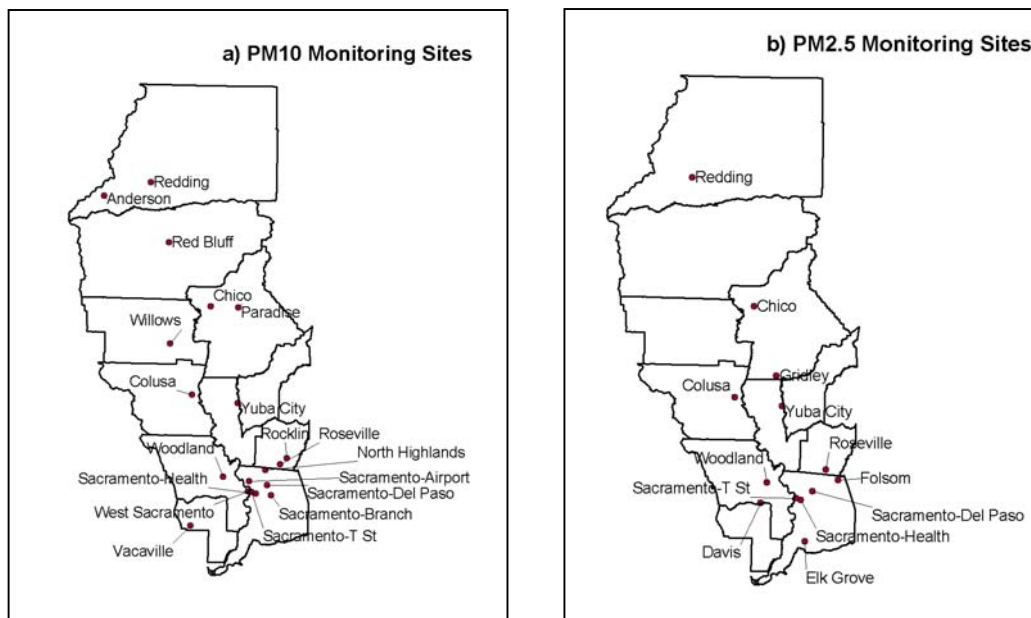 a) PM10 Monitoring Sites
Redding
Anderson
Red Bluff
Chico
Paradise
Willows
Colusa
Yuba City
Rocklin
Roseville
Woodland
North Highlands
Sacramento-Health
Sacramento-Airport
Sacramento-Del Paso
West Sacramento
Sacramento-Branch
Sacramento-T St
Vacaville
b) PM2.5 Monitoring Sites
Redding
Chico
Gridley
Colusa
Yuba City
Roseville
Woodland
Folsom
Sacramento-T St
Sacramento-Del Paso
Sacramento-Health
Davis
Elk Grove